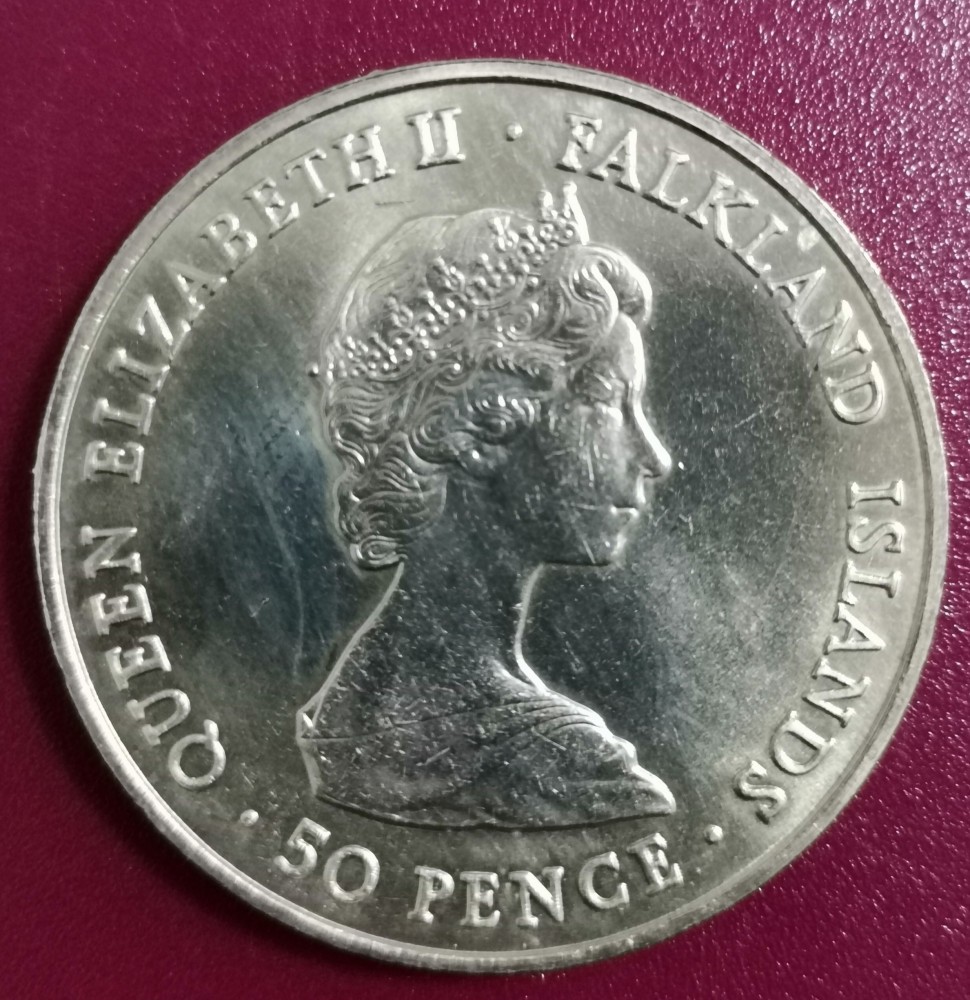 QUEEN ELIZABETH II · FALKLAND ISLANDS
· 50 PENCE ·